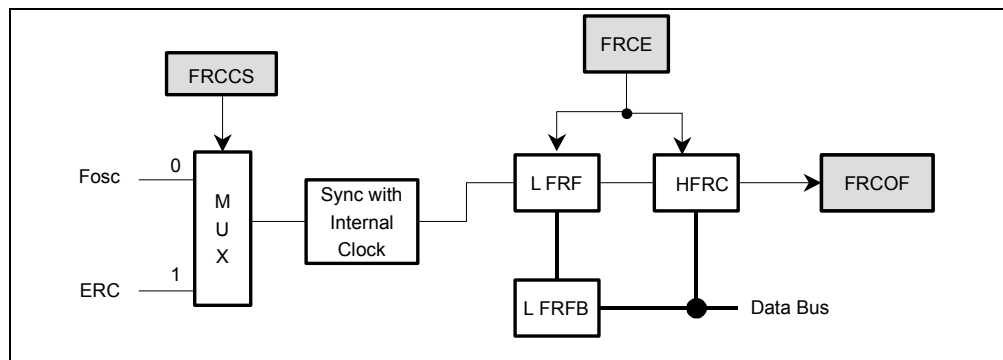 FRCE
FRCCS
Fosc
0
M
U
X
Sync with
Internal
Clock
L FRF
HFRC
FRCOF
ERC
1
L FRFB
Data Bus